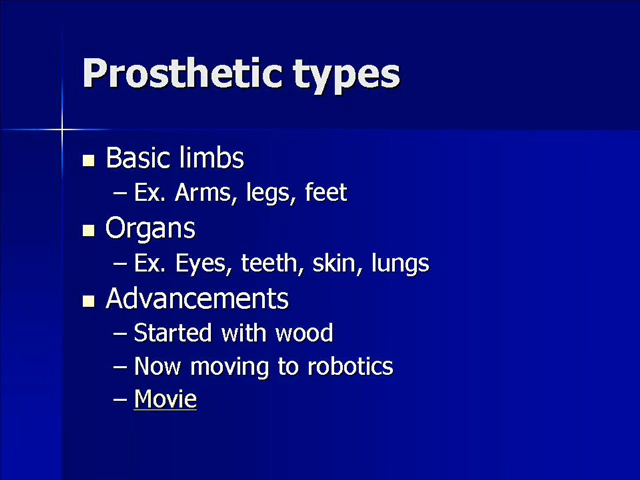 Prosthetic types
■ Basic limbs
– Ex. Arms, legs, feet
■ Organs
– Ex. Eyes, teeth, skin, lungs
■ Advancements
– Started with wood
– Now moving to robotics
– Movie